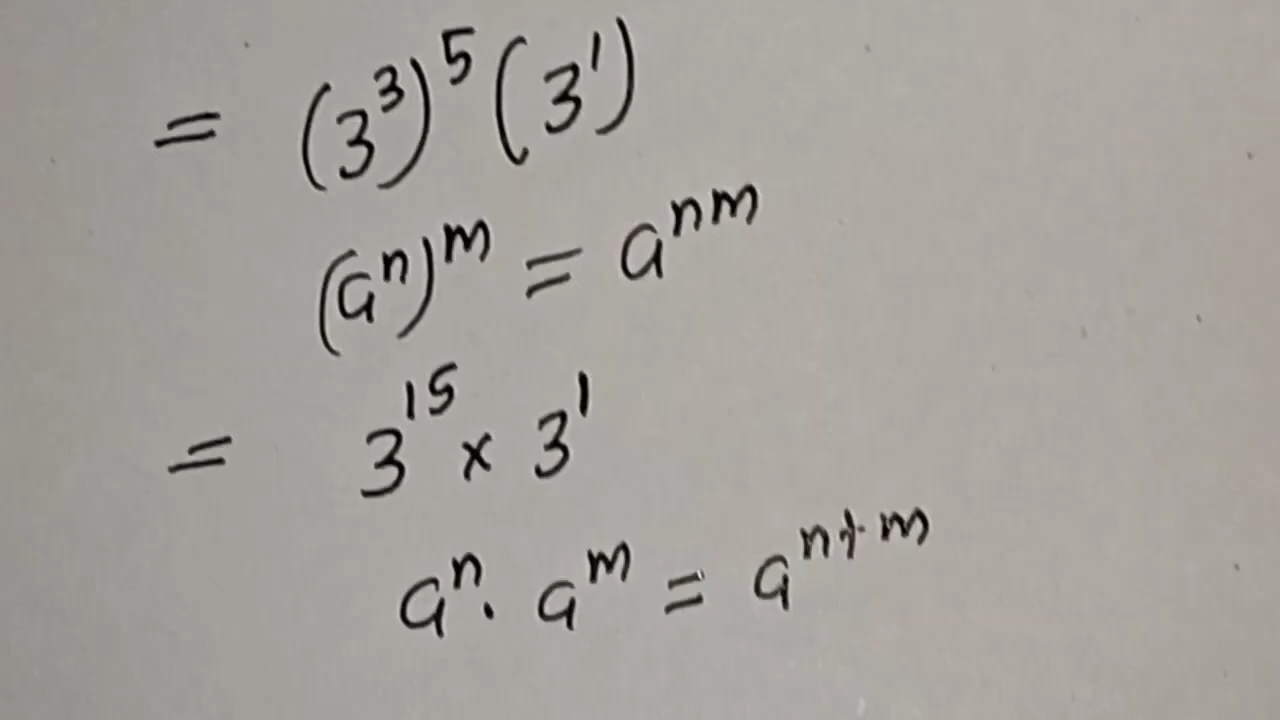 = (3³)⁵ (3¹)
(aⁿ)ᵐ = aⁿᵐ
= 3¹⁵ × 3¹
aⁿ · aᵐ = aⁿ⁺ᵐ